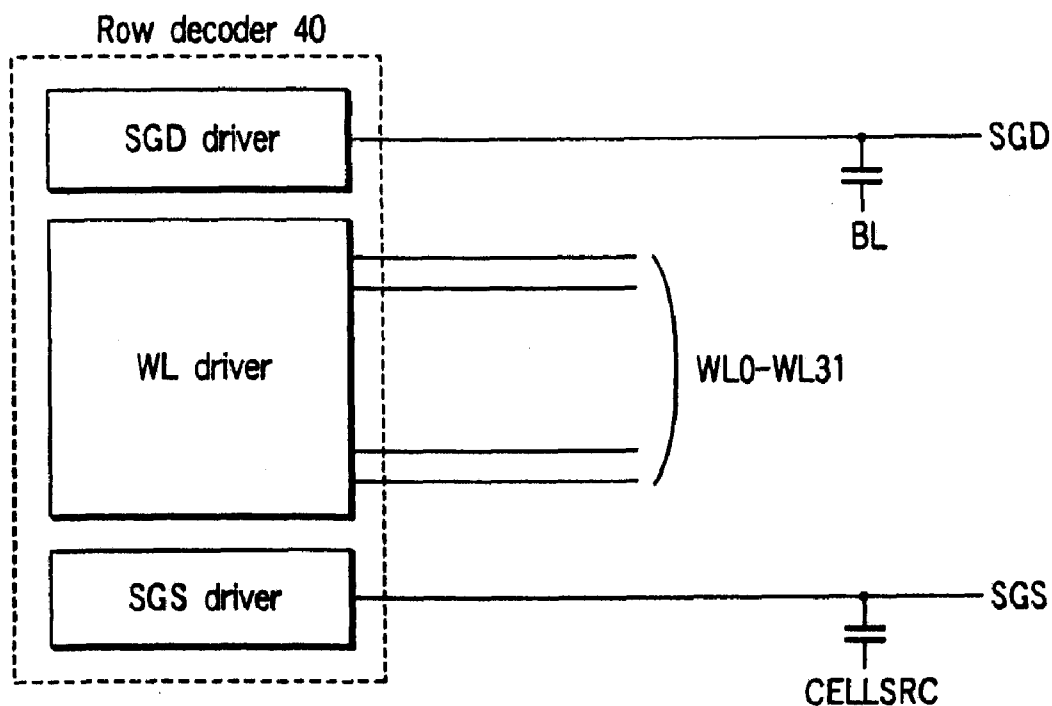 Row decoder 40
SGD driver
SGD
BL
WL driver
WL0-WL31
SGS driver
SGS
CELLSRC